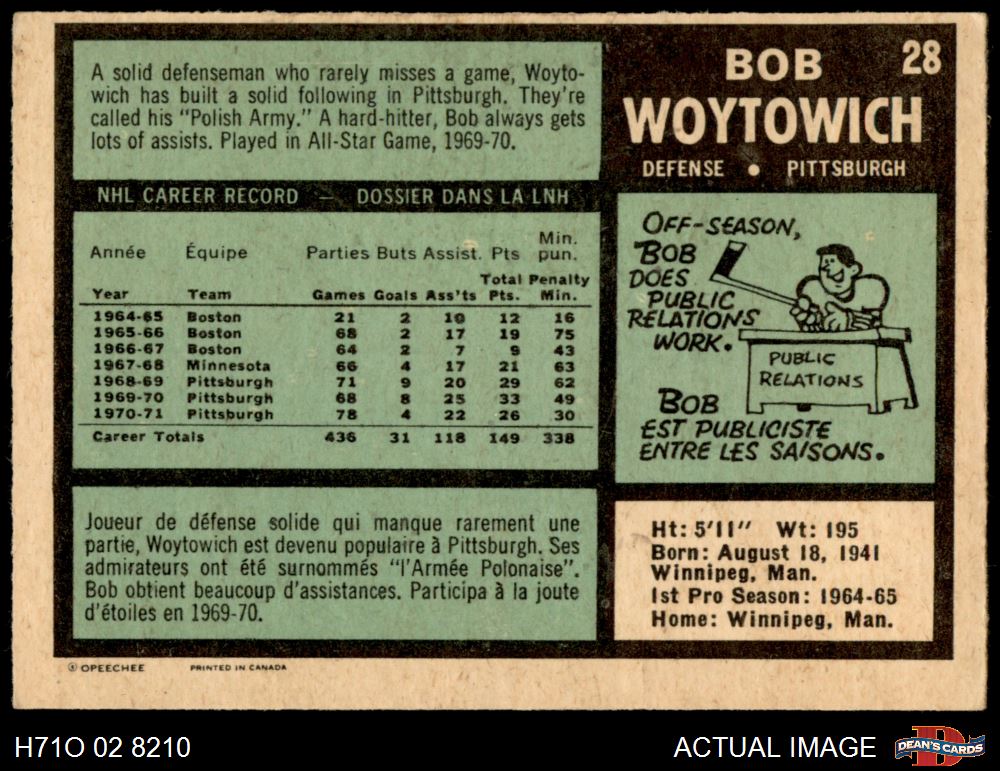 BOB 28
WOYTOWICH
DEFENSE • PITTSBURGH
A solid defenseman who rarely misses a game, Woyto-
wich has built a solid following in Pittsburgh. They're
called his "Polish Army." A hard-hitter, Bob always gets
lots of assists. Played in All-Star Game, 1969-70.
NHL CAREER RECORD — DOSSIER DANS LA LNH
Année Équipe Parties Buts Assist. Pts Min. pun.
Year Team Games Goals Ass'ts Total Pts. Penalty Min.
1964-65 Boston 21 2 10 12 16
1965-66 Boston 68 2 17 19 75
1966-67 Boston 64 2 7 9 43
1967-68 Minnesota 66 4 17 21 63
1968-69 Pittsburgh 71 9 20 29 62
1969-70 Pittsburgh 68 8 25 33 49
1970-71 Pittsburgh 78 4 22 26 30
Career Totals 436 31 118 149 338
Joueur de défense solide qui manque rarement une
partie, Woytowich est devenu populaire à Pittsburgh. Ses
admirateurs ont été surnommés "l'Armée Polonaise".
Bob obtient beaucoup d'assistances. Participa à la joute
d'étoiles en 1969-70.
OFF-SEASON,
BOB
DOES
PUBLIC
RELATIONS
WORK.
PUBLIC
RELATIONS
BOB
EST PUBLICISTE
ENTRE LES SAISONS.
Ht: 5'11" Wt: 195
Born: August 18, 1941
Winnipeg, Man.
1st Pro Season: 1964-65
Home: Winnipeg, Man.
© OPEECHEE PRINTED IN CANADA
H71O 02 8210 ACTUAL IMAGE D DEAN'S CARDS